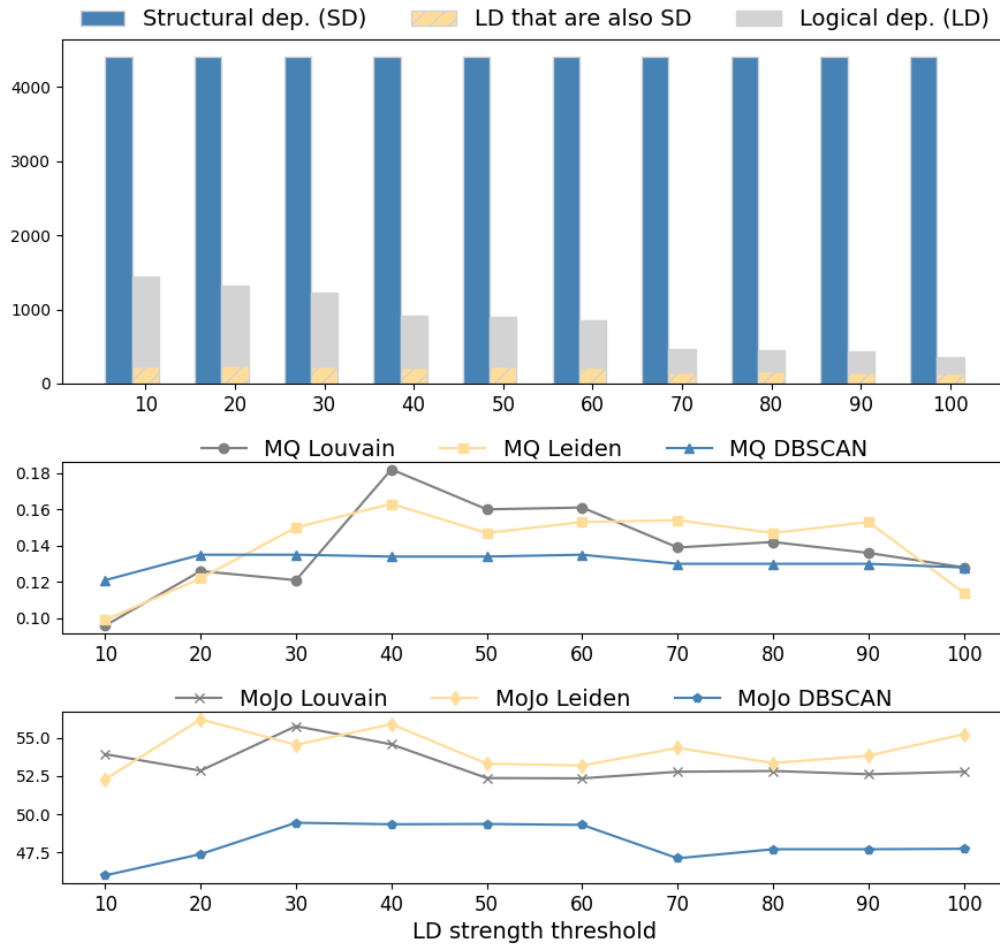 Structural dep. (SD) LD that are also SD Logical dep. (LD)
4000
3000
2000
1000
0
10 20 30 40 50 60 70 80 90 100
MQ Louvain MQ Leiden MQ DBSCAN
0.18
0.16
0.14
0.12
0.10
10 20 30 40 50 60 70 80 90 100
MoJo Louvain MoJo Leiden MoJo DBSCAN
55.0
52.5
50.0
47.5
10 20 30 40 50 60 70 80 90 100
LD strength threshold